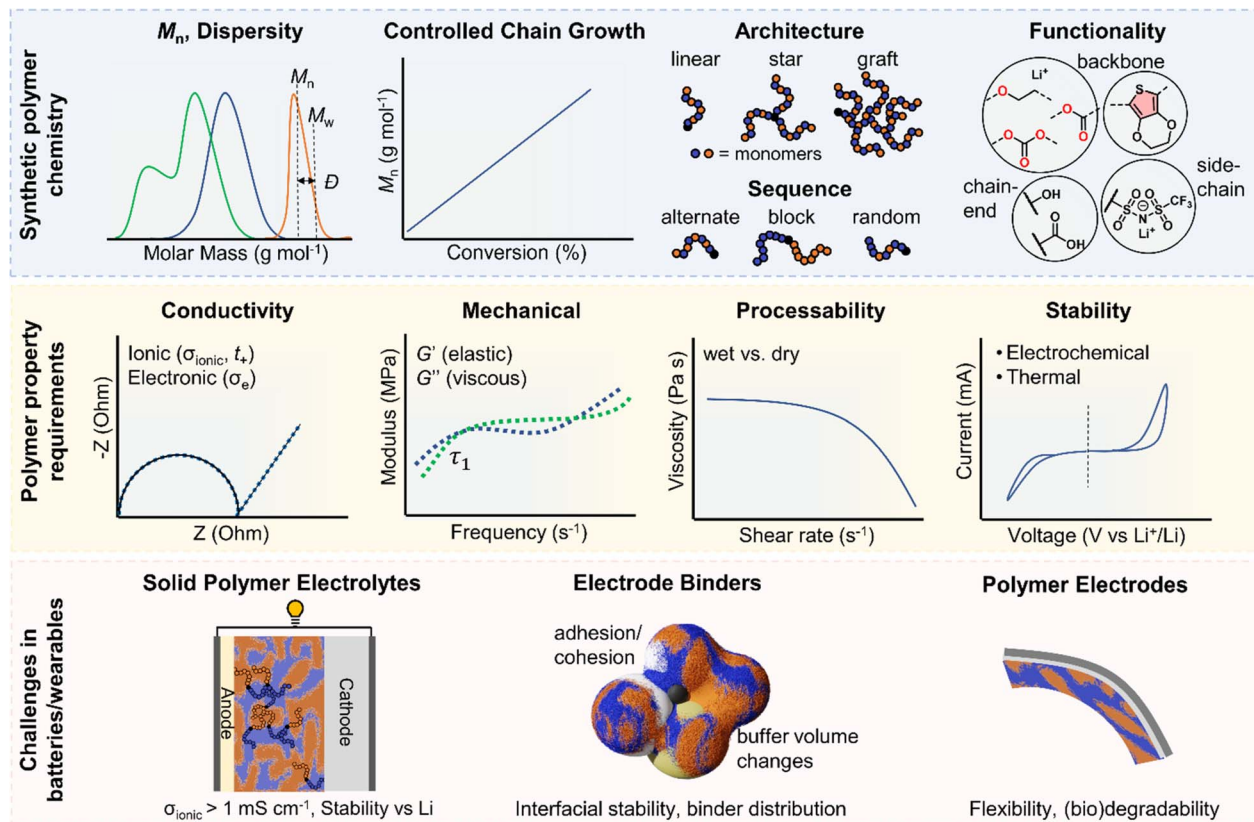 Synthetic polymer
chemistry
Mn, Dispersity
Mn
Mw
Đ
Molar Mass (g mol-1)
Controlled Chain Growth
Mn (g mol-1)
Conversion (%)
Architecture
linear
star
graft
= monomers
Sequence
alternate
block
random
Functionality
backbone
Li+
O
O
O
O
O
O
S
O
O
side-
chain
chain-
end
OH
O
OH
O
O
O
O
S
N
S
CF3
⊖
Li+
Polymer property
requirements
Conductivity
Ionic (σionic, t+)
Electronic (σe)
-Z (Ohm)
Z (Ohm)
Mechanical
G' (elastic)
G'' (viscous)
τ1
Modulus (MPa)
Frequency (s-1)
Processability
wet vs. dry
Viscosity (Pa s)
Shear rate (s-1)
Stability
• Electrochemical
• Thermal
Current (mA)
Voltage (V vs Li+/Li)
Challenges in
batteries/wearables
Solid Polymer Electrolytes
Anode
Cathode
σionic > 1 mS cm-1, Stability vs Li
Electrode Binders
adhesion/
cohesion
buffer volume
changes
Interfacial stability, binder distribution
Polymer Electrodes
Flexibility, (bio)degradability